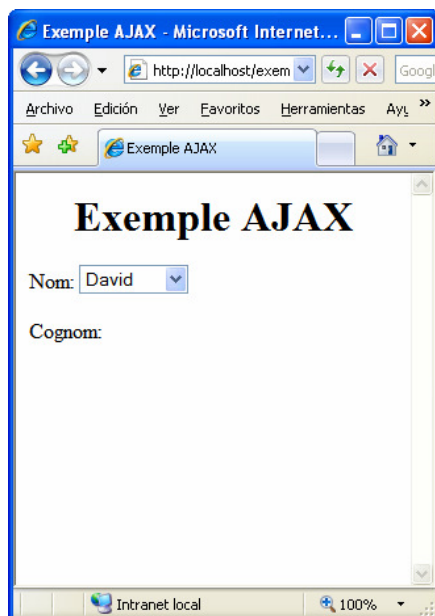 Exemple AJAX - Microsoft Internet...
http://localhost/exem
Googl
Archivo Edición Ver Favoritos Herramientas Ayu »
Exemple AJAX
Exemple AJAX
Nom: David
Cognom:
Intranet local 100%